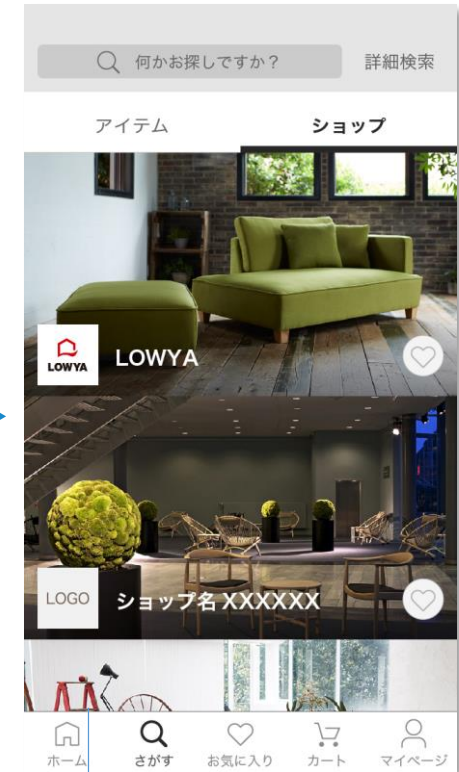 何かお探しですか？
詳細検索
アイテム
ショップ
LOWYA
LOWYA
LOGO
ショップ名 XXXXXX
ホーム
さがす
お気に入り
カート
マイページ